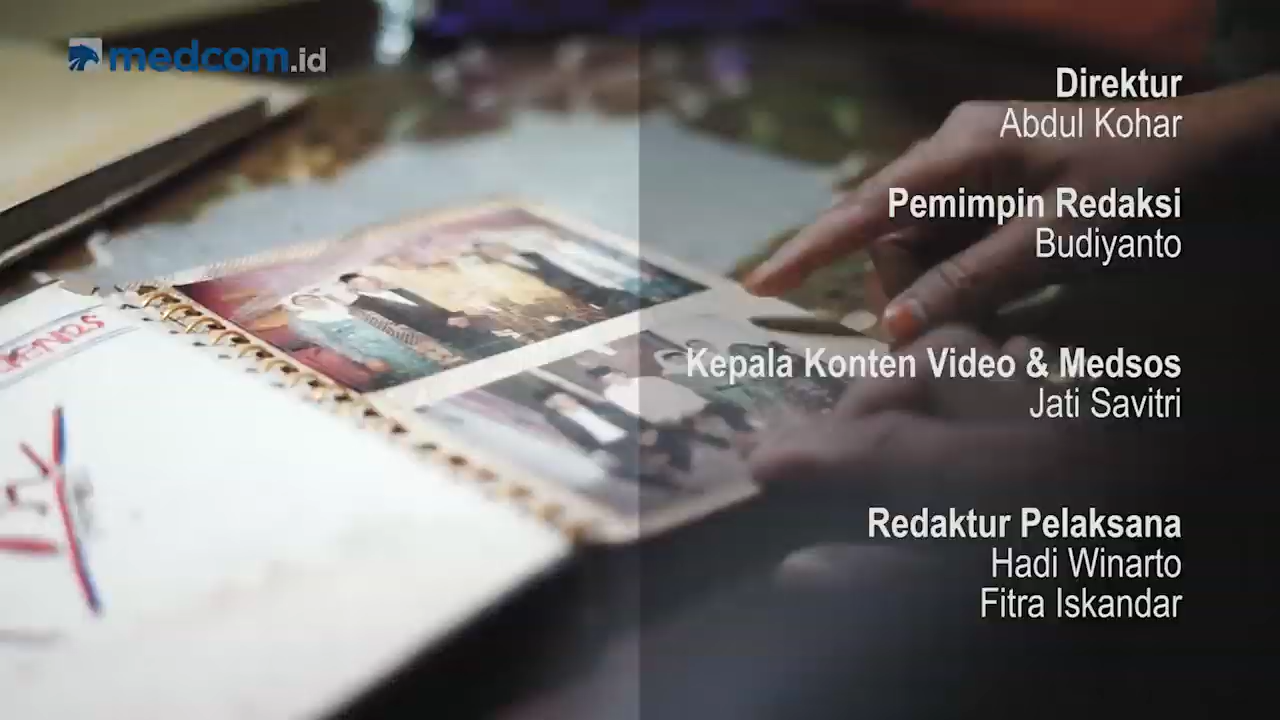 medcom.id
Direktur
Abdul Kohar
Pemimpin Redaksi
Budiyanto
Kepala Konten Video & Medsos
Jati Savitri
Redaktur Pelaksana
Hadi Winarto
Fitra Iskandar